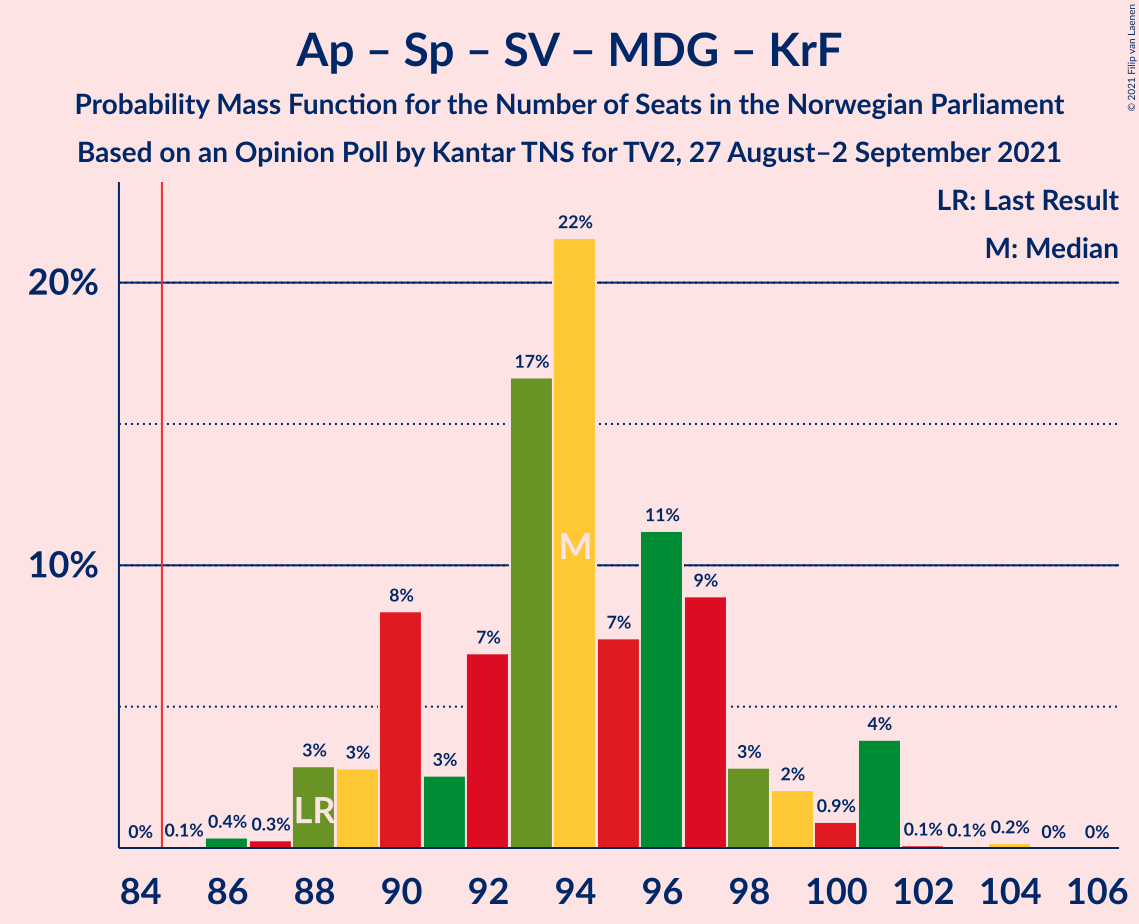 Ap – Sp – SV – MDG – KrF
Probability Mass Function for the Number of Seats in the Norwegian Parliament
Based on an Opinion Poll by Kantar TNS for TV2, 27 August–2 September 2021
© 2021 Filip van Laenen
LR: Last Result
M: Median
20%
10%
0%
0.1%
0.4%
0.3%
3%
3%
8%
3%
7%
17%
22%
7%
11%
9%
3%
2%
0.9%
4%
0.1%
0.1%
0.2%
0%
0%
LR
M
84 86 88 90 92 94 96 98 100 102 104 106